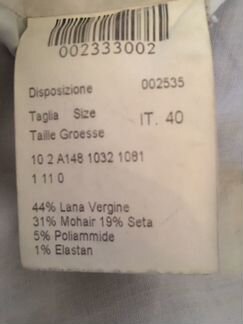 002333002
Disposizione 002535
Taglia Size IT. 40
Taille Groesse
10 2 A148 1032 1081
1 11 0
44% Lana Vergine
31% Mohair 19% Seta
5% Poliammide
1% Elastan